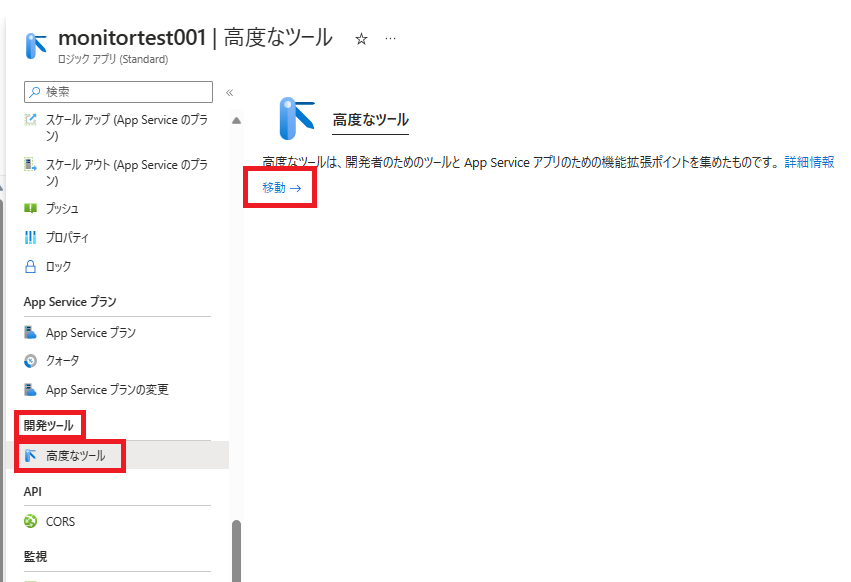 monitortest001 | 高度なツール ☆ …
ロジック アプリ (Standard)
検索
«
スケール アップ (App Service のプラ
ン)
スケール アウト (App Service のプラ
ン)
プッシュ
プロパティ
ロック
App Service プラン
App Service プラン
クォータ
App Service プランの変更
開発ツール
高度なツール
API
CORS
監視
高度なツール
高度なツールは、開発者のためのツールと App Service アプリのための機能拡張ポイントを集めたものです。 詳細情報
移動 →